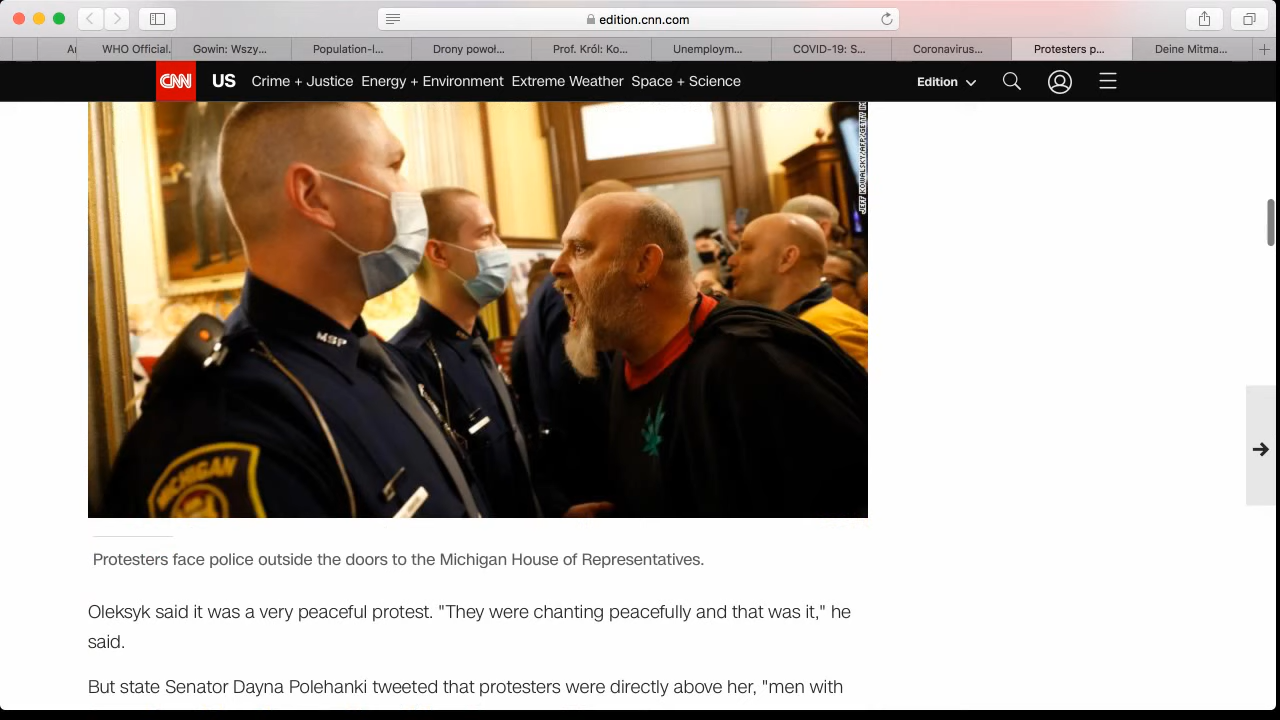 edition.cnn.com
WHO Official.
Gowin: Wszy...
Population-l...
Drony powoł...
Prof. Król: Ko...
Unemploym...
COVID-19: S...
Coronavirus...
Protesters p...
Deine Mitma...
CNN US Crime + Justice Energy + Environment Extreme Weather Space + Science Edition
JEFF KOWALSKY/AFP/GETTY
MSP
MICHIGAN
Protesters face police outside the doors to the Michigan House of Representatives.
Oleksyk said it was a very peaceful protest. "They were chanting peacefully and that was it," he
said.
But state Senator Dayna Polehanki tweeted that protesters were directly above her, "men with